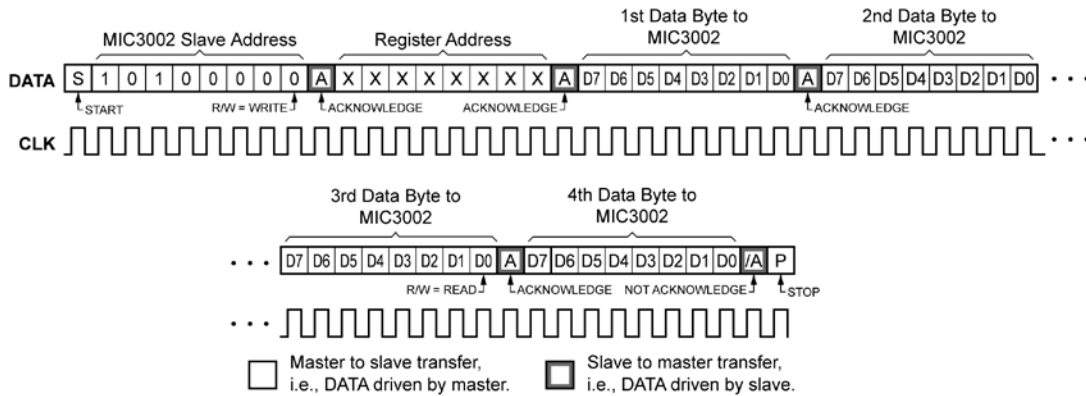 1st Data Byte to
MIC3002
2nd Data Byte to
MIC3002
MIC3002 Slave Address
Register Address
DATA S 1 0 1 0 0 0 0 0 A X X X X X X X X A D7 D6 D5 D4 D3 D2 D1 D0 A D7 D6 D5 D4 D3 D2 D1 D0 • • •
START R/W = WRITE ACKNOWLEDGE ACKNOWLEDGE ACKNOWLEDGE
CLK • • •
3rd Data Byte to
MIC3002
4th Data Byte to
MIC3002
• • • D7 D6 D5 D4 D3 D2 D1 D0 A D7 D6 D5 D4 D3 D2 D1 D0 /A P
R/W = READ ACKNOWLEDGE NOT ACKNOWLEDGE STOP
• • •
Master to slave transfer,
i.e., DATA driven by master.
Slave to master transfer,
i.e., DATA driven by slave.